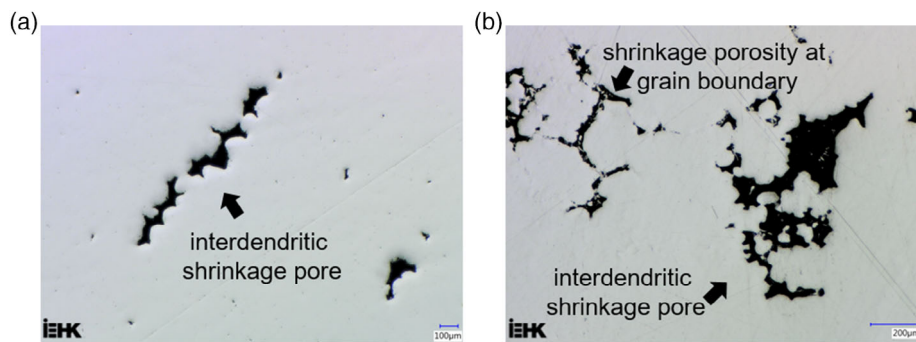 (a)
interdendritic
shrinkage pore
iEHK
100µm
(b)
shrinkage porosity at
grain boundary
interdendritic
shrinkage pore
iEHK
200µm